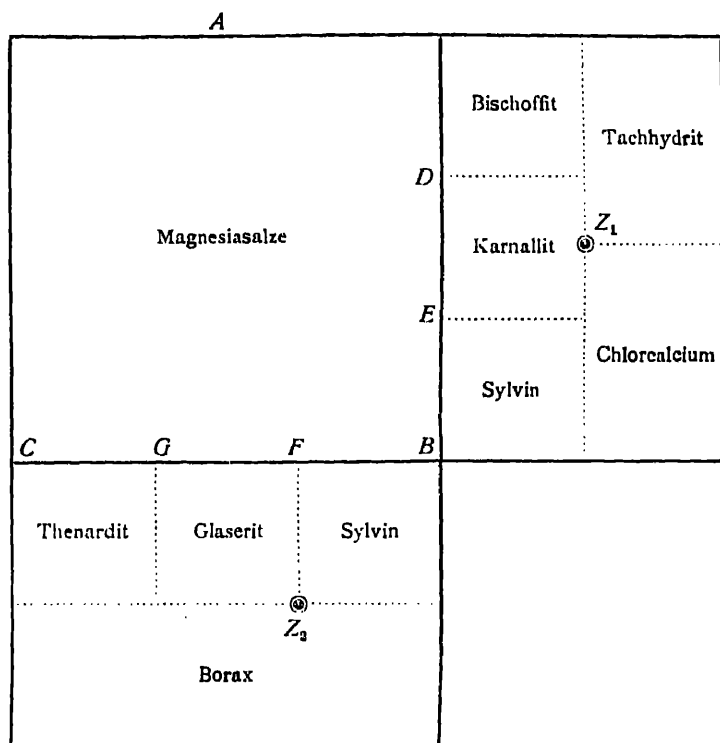 A
Bischoffit
Tachhydrit
D
Z₁
Magnesiasalze
Karnallit
E
Chlorcalcium
Sylvin
C G F B
Thenardit Glaserit Sylvin
Z₂
Borax